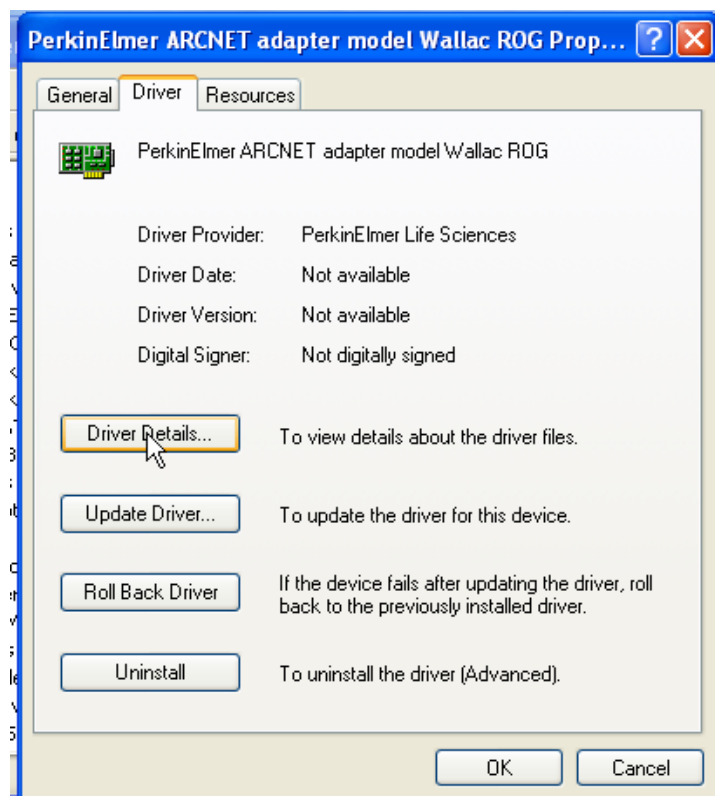 PerkinElmer ARCNET adapter model Wallac ROG Prop...
General Driver Resources
PerkinElmer ARCNET adapter model Wallac ROG
Driver Provider: PerkinElmer Life Sciences
Driver Date: Not available
Driver Version: Not available
Digital Signer: Not digitally signed
Driver Details... To view details about the driver files.
Update Driver... To update the driver for this device.
Roll Back Driver If the device fails after updating the driver, roll
back to the previously installed driver.
Uninstall To uninstall the driver (Advanced).
OK Cancel